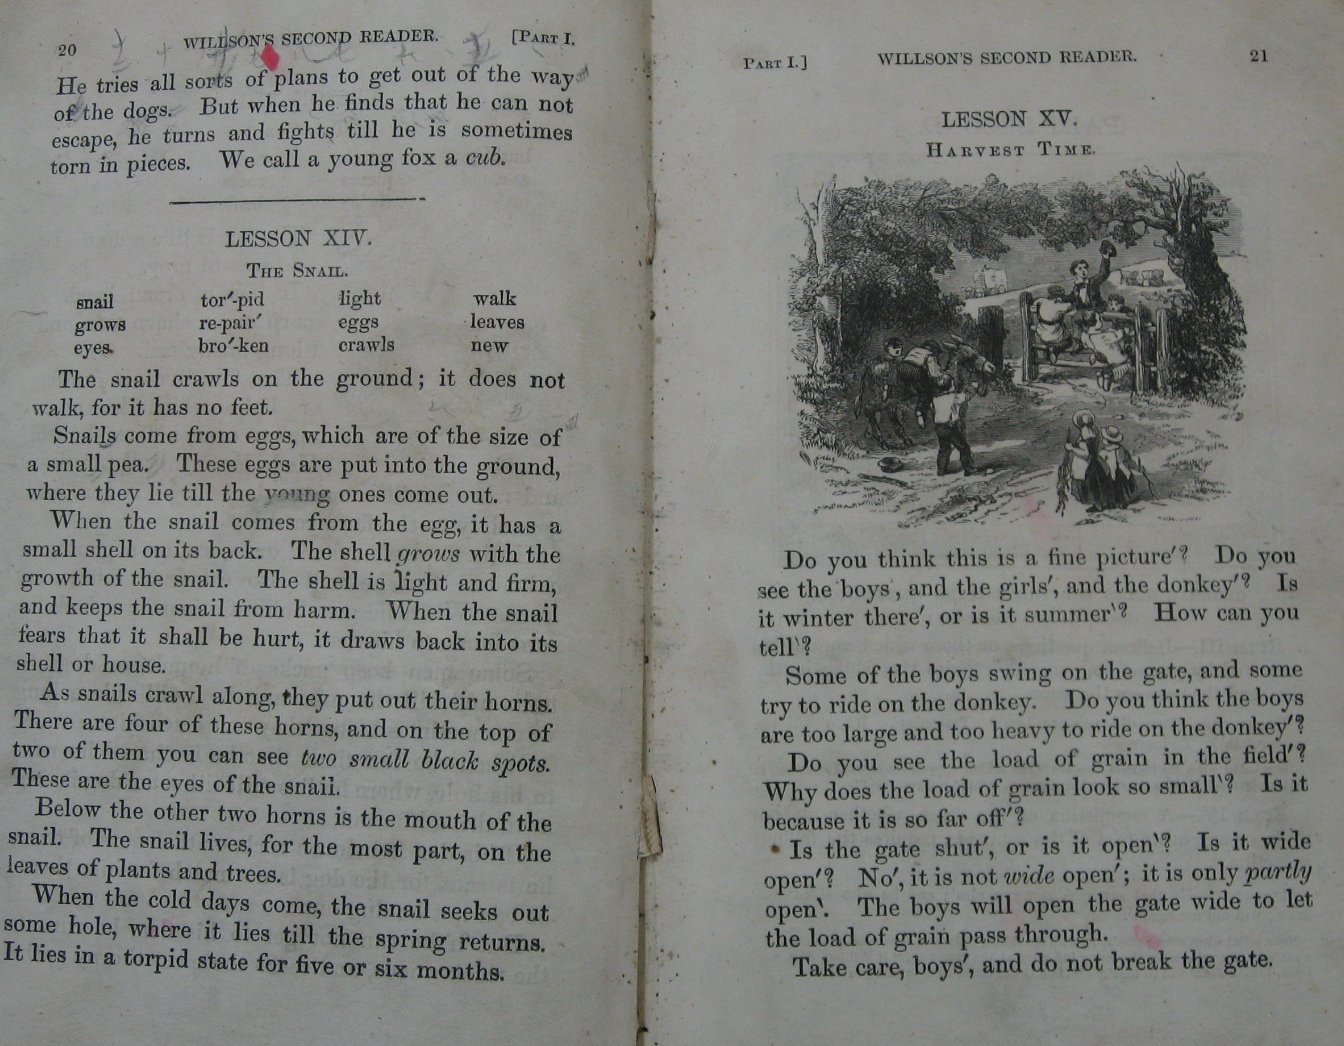 20 WILLSON'S SECOND READER. [PART I.
He tries all sorts of plans to get out of the way
of the dogs. But when he finds that he can not
escape, he turns and fights till he is sometimes
torn in pieces. We call a young fox a cub.
LESSON XIV.
THE SNAIL.
snail tor′-pid light walk
grows re-pair′ eggs leaves
eyes. bro′-ken crawls new
The snail crawls on the ground; it does not
walk, for it has no feet.
Snails come from eggs, which are of the size of
a small pea. These eggs are put into the ground,
where they lie till the young ones come out.
When the snail comes from the egg, it has a
small shell on its back. The shell grows with the
growth of the snail. The shell is light and firm,
and keeps the snail from harm. When the snail
fears that it shall be hurt, it draws back into its
shell or house.
As snails crawl along, they put out their horns.
There are four of these horns, and on the top of
two of them you can see two small black spots.
These are the eyes of the snail.
Below the other two horns is the mouth of the
snail. The snail lives, for the most part, on the
leaves of plants and trees.
When the cold days come, the snail seeks out
some hole, where it lies till the spring returns.
It lies in a torpid state for five or six months.
PART I.] WILLSON'S SECOND READER. 21
LESSON XV.
HARVEST TIME.
Do you think this is a fine picture′? Do you
see the boys′, and the girls′, and the donkey′? Is
it winter there′, or is it summer‵? How can you
tell‵?
Some of the boys swing on the gate, and some
try to ride on the donkey. Do you think the boys
are too large and too heavy to ride on the donkey′?
Do you see the load of grain in the field′?
Why does the load of grain look so small‵? Is it
because it is so far off′?
Is the gate shut′, or is it open‵? Is it wide
open′? No′, it is not wide open′; it is only partly
open‵. The boys will open the gate wide to let
the load of grain pass through.
Take care, boys′, and do not break the gate.